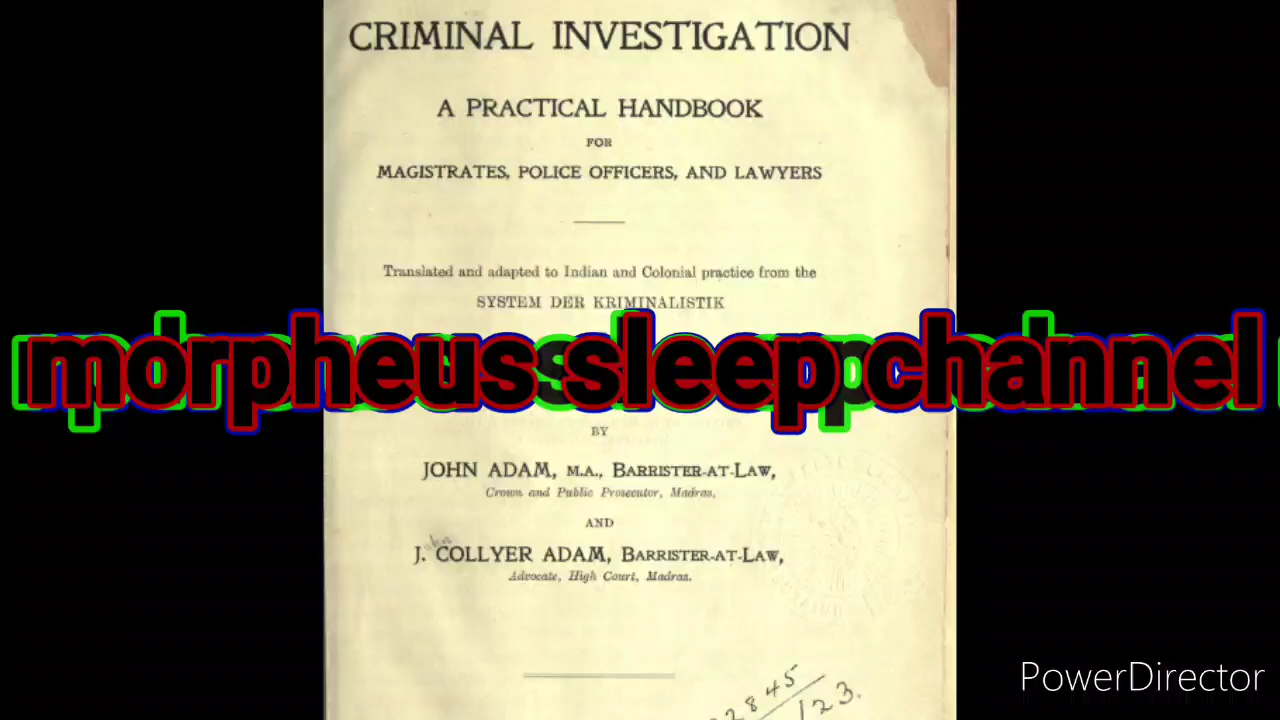 CRIMINAL INVESTIGATION
A PRACTICAL HANDBOOK
FOR
MAGISTRATES, POLICE OFFICERS, AND LAWYERS
Translated and adapted to Indian and Colonial practice from the
SYSTEM DER KRIMINALISTIK
morpheus sleep channel
BY
JOHN ADAM, M.A., BARRISTER-AT-LAW,
Crown and Public Prosecutor, Madras,
AND
J. COLLYER ADAM, BARRISTER-AT-LAW,
Advocate, High Court, Madras.
PowerDirector